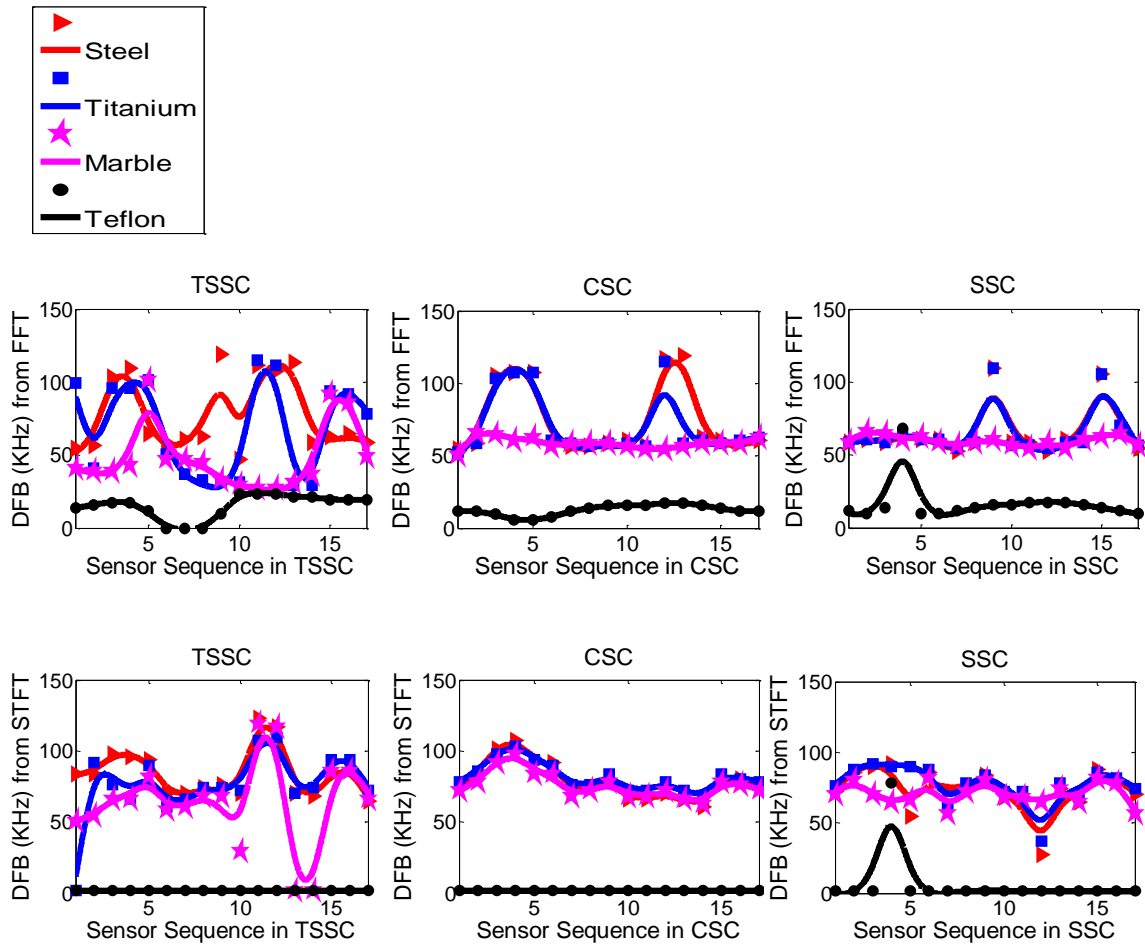 Steel
Titanium
Marble
Teflon
TSSC
CSC
SSC
DFB (KHz) from FFT
150
100
50
0
5
10
15
Sensor Sequence in TSSC
DFB (KHz) from FFT
150
100
50
0
5
10
15
Sensor Sequence in CSC
DFB (KHz) from FFT
150
100
50
0
5
10
15
Sensor Sequence in SSC
TSSC
CSC
SSC
DFB (KHz) from STFT
150
100
50
0
5
10
15
Sensor Sequence in TSSC
DFB (KHz) from STFT
150
100
50
0
5
10
15
Sensor Sequence in CSC
DFB (KHz) from STFT
150
100
50
0
5
10
15
Sensor Sequence in SSC